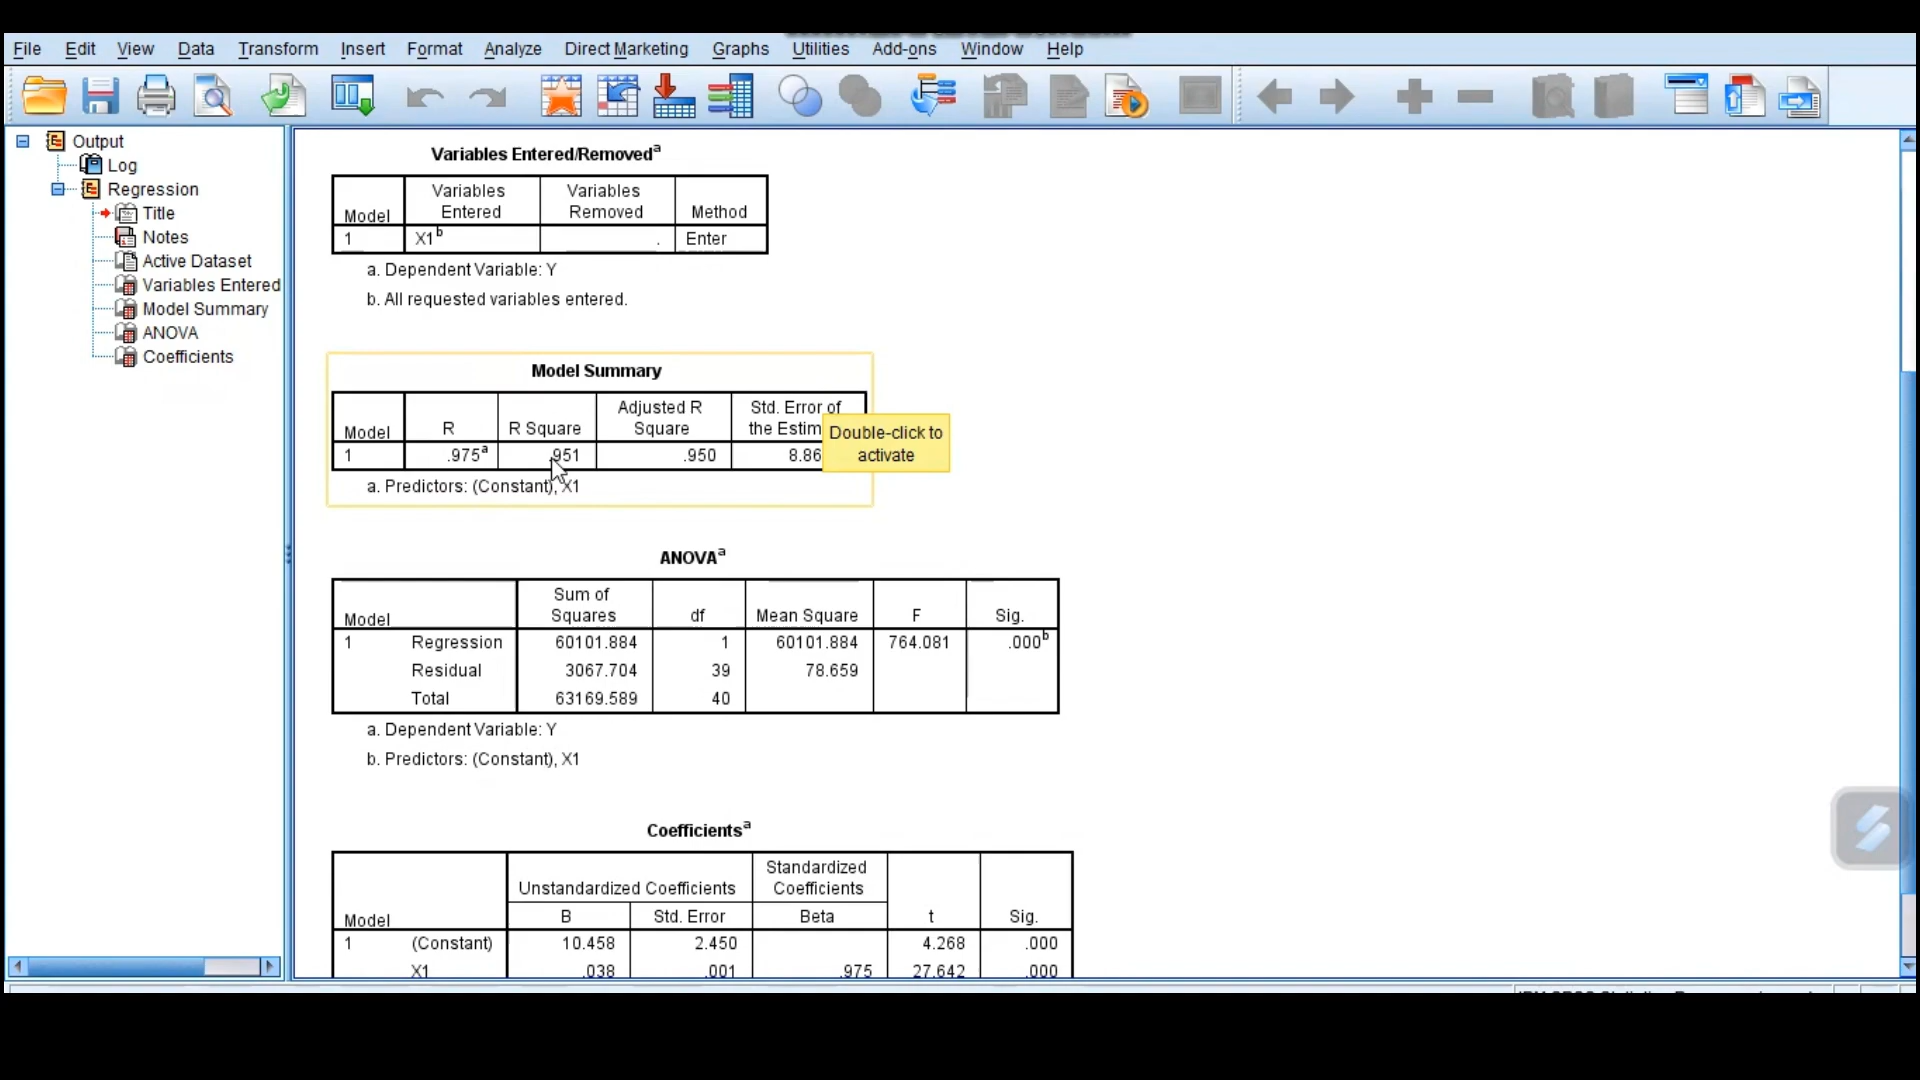 File Edit View Data Transform Insert Format Analyze Direct Marketing Graphs Utilities Add-ons Window Help
Output
Log
Regression
Title
Notes
Active Dataset
Variables Entered
Model Summary
ANOVA
Coefficients
Variables Entered/Removedᵃ
Model Variables Entered Variables Removed Method
1 X1ᵇ . Enter
a. Dependent Variable: Y
b. All requested variables entered.
Model Summary
Model R R Square Adjusted R Square Std. Error of the Estim
1 .975ᵃ .951 .950 8.86
Double-click to
activate
a. Predictors: (Constant), X1
ANOVAᵃ
Model Sum of Squares df Mean Square F Sig.
1 Regression 60101.884 1 60101.884 764.081 .000ᵇ
Residual 3067.704 39 78.659
Total 63169.589 40
a. Dependent Variable: Y
b. Predictors: (Constant), X1
Coefficientsᵃ
Model Unstandardized Coefficients Standardized Coefficients t Sig.
B Std. Error Beta
1 (Constant) 10.458 2.450 4.268 .000
X1 .038 .001 .975 27.642 .000